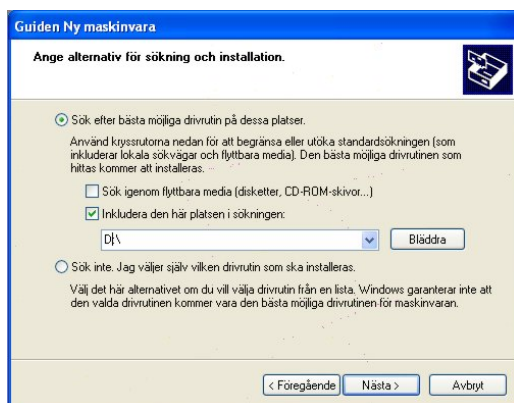 Guiden Ny maskinvara
Ange alternativ för sökning och installation.
Sök efter bästa möjliga drivrutin på dessa platser.
Använd kryssrutorna nedan för att begränsa eller utöka standardsökningen (som
inkluderar lokala sökvägar och flyttbara media). Den bästa möjliga drivrutinen som
hittas kommer att installeras.
Sök igenom flyttbara media (disketter, CD-ROM-skivor...)
Inkludera den här platsen i sökningen:
D:\
Bläddra
Sök inte. Jag väljer själv vilken drivrutin som ska installeras.
Välj det här alternativet om du vill välja drivrutin från en lista. Windows garanterar inte att
den valda drivrutinen kommer vara den bästa möjliga drivrutinen för maskinvaran.
< Föregående Nästa > Avbryt